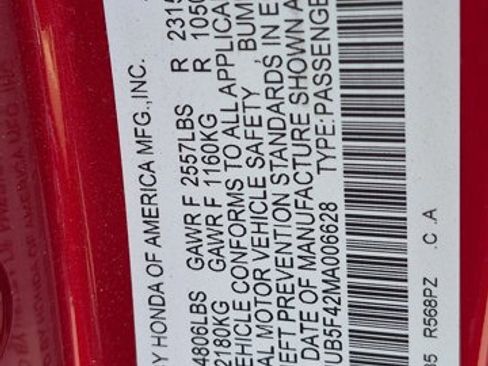 Y HONDA OF AMERICA MFG.,INC.
4806LBS GAWR F 2557LBS R 2315
2180KG GAWR F 1160KG R 1050
EHICLE CONFORMS TO ALL APPLICA
AL MOTOR VEHICLE SAFETY, BUM
EFT PREVENTION STANDARDS IN E
DATE OF MANUFACTURE SHOWN A
UB5F42MA006628 TYPE:PASSENGE
R568PZ .C .A